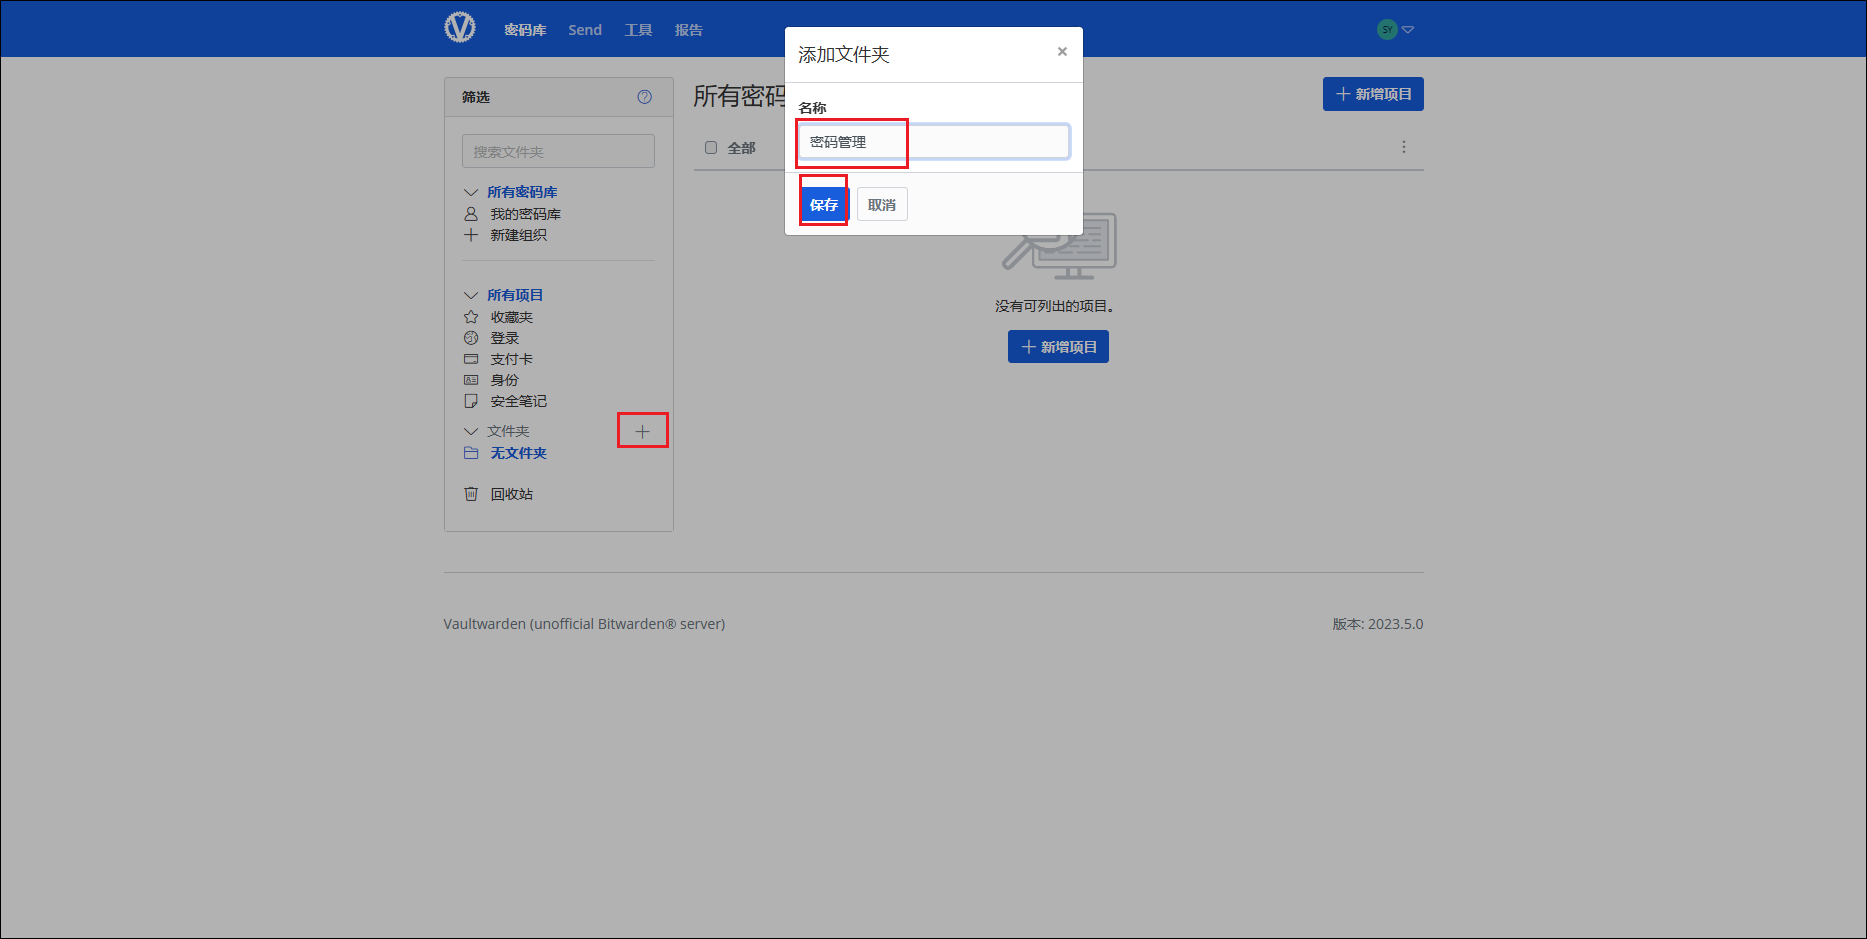 密码库 Send 工具 报告
SY
添加文件夹 ×
名称
密码管理
保存 取消
筛选
搜索文件夹
所有密码库
我的密码库
新建组织
所有项目
收藏夹
登录
支付卡
身份
安全笔记
文件夹
无文件夹
回收站
所有密码
新增项目
全部
没有可列出的项目。
新增项目
Vaultwarden (unofficial Bitwarden® server)
版本: 2023.5.0